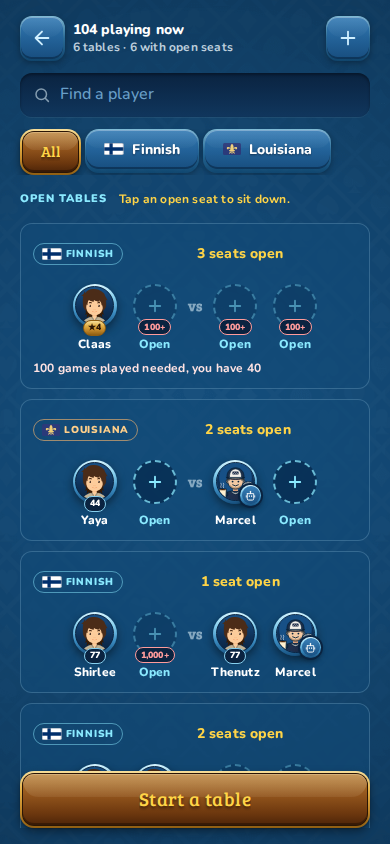 104 playing now
6 tables · 6 with open seats
Find a player
All
Finnish
Louisiana
OPEN TABLES Tap an open seat to sit down.
FINNISH
3 seats open
★4
100+
VS
100+
100+
Claas
Open
Open
Open
100 games played needed, you have 40
LOUISIANA
2 seats open
44
VS
Yaya
Open
Marcel
Open
FINNISH
1 seat open
77
1,000+
VS
77
Shirlee
Open
Thenutz
Marcel
FINNISH
2 seats open
Start a table